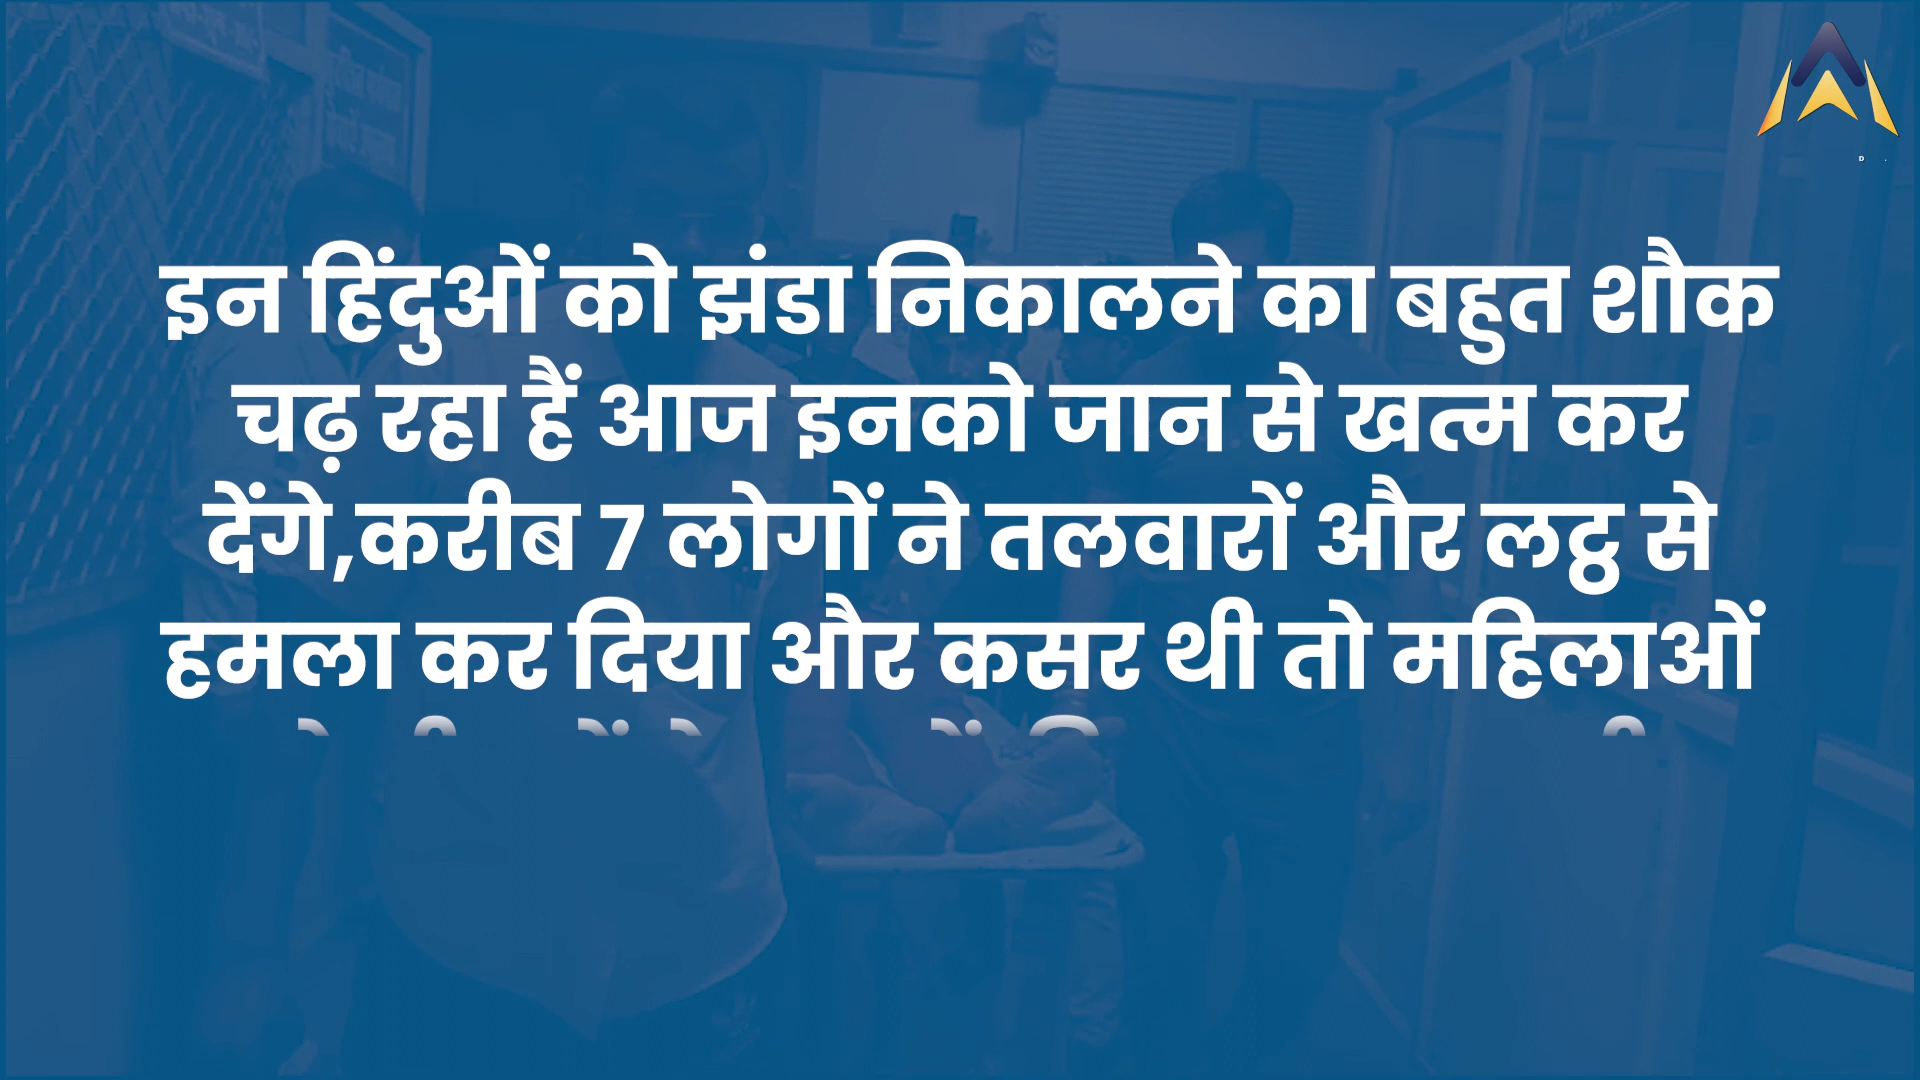 इन हिंदुओं को झंडा निकालने का बहुत शौक
चढ़ रहा हैं आज इनको जान से खत्म कर
देंगे,करीब 7 लोगों ने तलवारों और लट्ठ से
हमला कर दिया और कसर थी तो महिलाओं